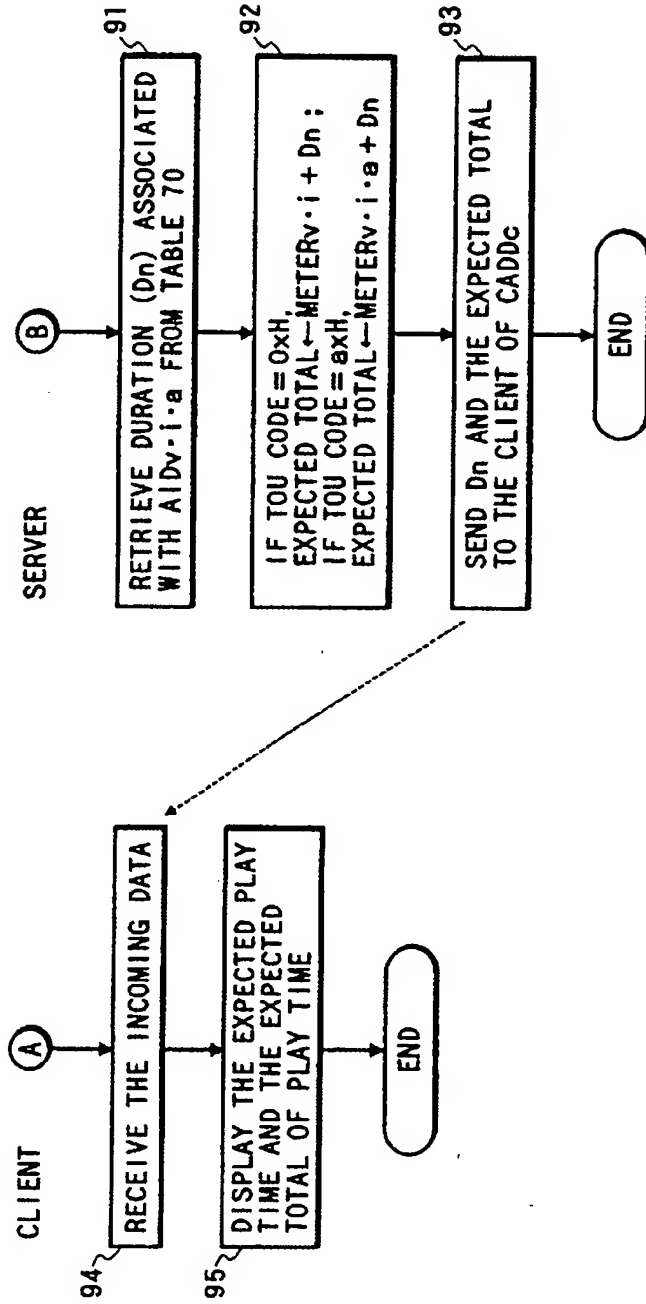 CLIENT
A
94
RECEIVE THE INCOMING DATA
95
DISPLAY THE EXPECTED PLAY
TIME AND THE EXPECTED
TOTAL OF PLAY TIME
END
SERVER
B
91
RETRIEVE DURATION (Dn) ASSOCIATED
WITH AIDv·i·a FROM TABLE 70
92
IF TOU CODE=0xH,
EXPECTED TOTAL←METERv·i+Dn;
IF TOU CODE=axH,
EXPECTED TOTAL←METERv·i·a+Dn
93
SEND Dn AND THE EXPECTED TOTAL
TO THE CLIENT OF CADDc
END